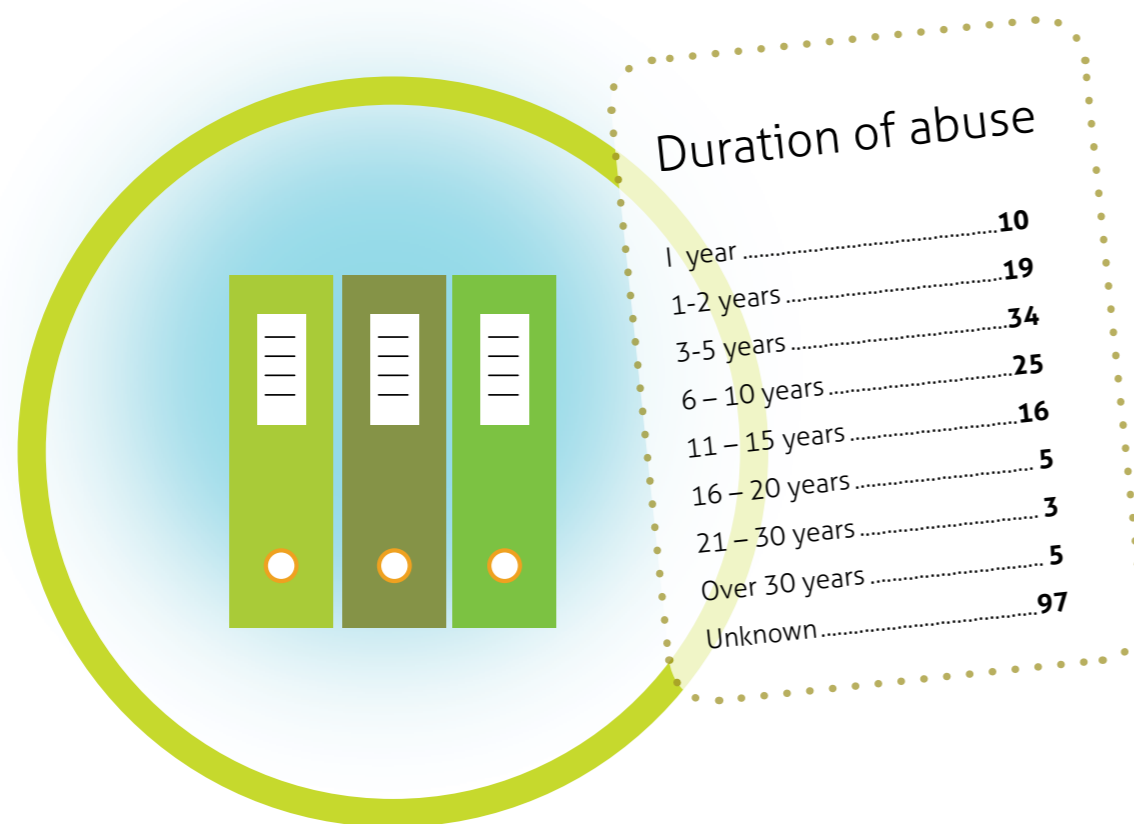 Duration of abuse
I year ........................................ 10
1-2 years ........................................ 19
3-5 years ........................................ 34
6 – 10 years ........................................ 25
11 – 15 years ........................................ 16
16 – 20 years ........................................ 5
21 – 30 years ........................................ 3
Over 30 years ........................................ 5
Unknown ........................................ 97